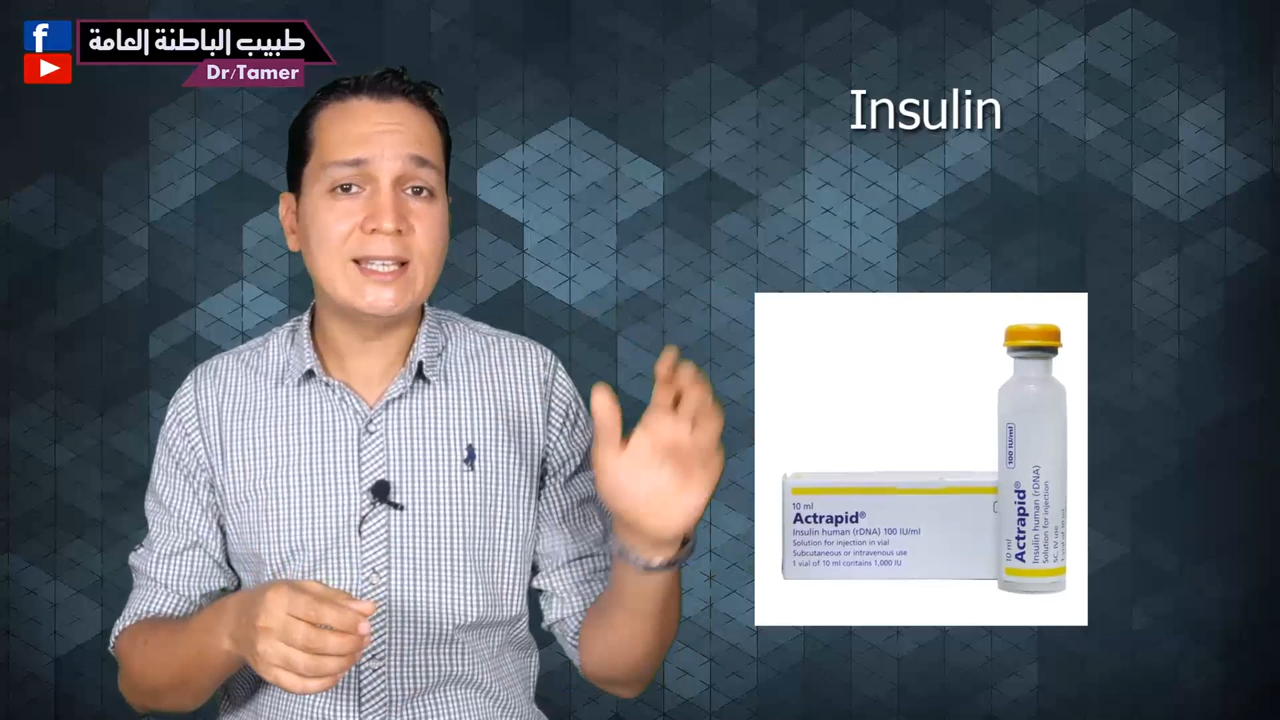 طبيب الباطنة العامة
Dr/Tamer
Insulin
10 ml
Actrapid®
Insulin human (rDNA) 100 IU/ml
Solution for injection in vial
Subcutaneous or intravenous use
1 vial of 10 ml contains 1,000 IU
100 IU/ml
10 ml
Actrapid®
Insulin human (rDNA)
Solution for injection
SC, IV use